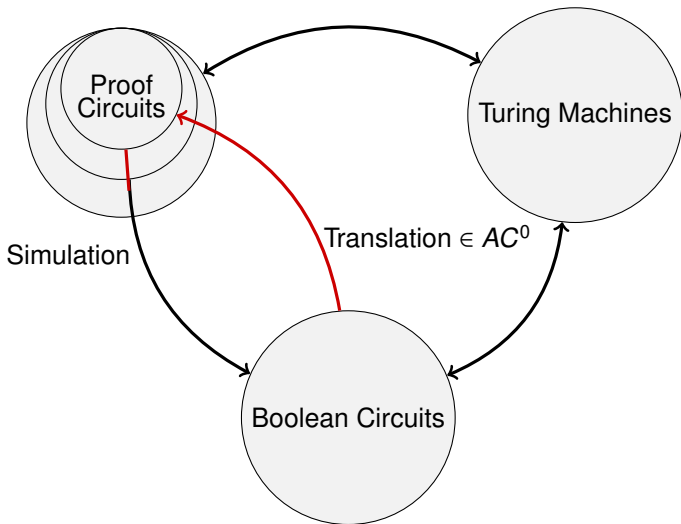 Proof
Circuits
Turing Machines
Translation ∈ AC⁰
Simulation
Boolean Circuits